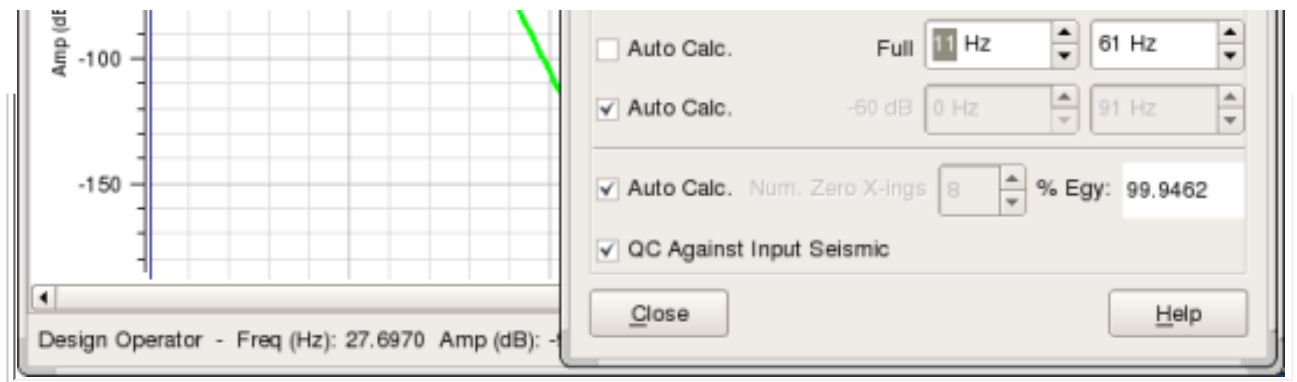 Amp (dB
-100
-150
Auto Calc. Full 11 Hz 61 Hz
Auto Calc. -60 dB 0 Hz 91 Hz
Auto Calc. Num. Zero X-ings 8 % Egy: 99.9462
QC Against Input Seismic
Close Help
Design Operator - Freq (Hz): 27.6970 Amp (dB):